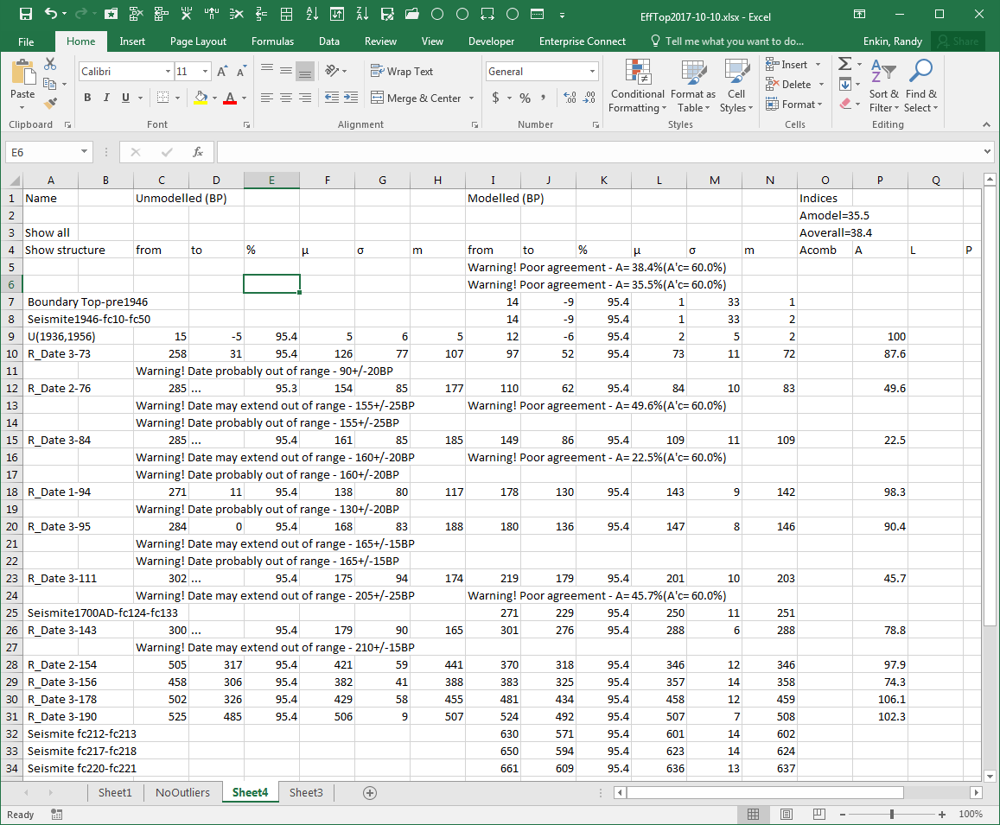 EffTop2017-10-10.xlsx - Excel
File Home Insert Page Layout Formulas Data Review View Developer Enterprise Connect Tell me what you want to do... Enkin, Randy Share
Calibri 11 Wrap Text General Insert Σ
Paste B I U A Merge & Center $ % , Conditional Formatting Format as Table Cell Styles Delete Format Sort & Filter Find & Select
Clipboard Font Alignment Number Styles Cells Editing
E6 fx
A B C D E F G H I J K L M N O P Q
1 Name Unmodelled (BP) Modelled (BP) Indices
2 Amodel=35.5
3 Show all Aoverall=38.4
4 Show structure from to % μ σ m from to % μ σ m Acomb A L P
5 Warning! Poor agreement - A= 38.4%(A'c= 60.0%)
6 Warning! Poor agreement - A= 35.5%(A'c= 60.0%)
7 Boundary Top-pre1946 14 -9 95.4 1 33 1
8 Seismite1946-fc10-fc50 14 -9 95.4 1 33 2
9 U(1936,1956) 15 -5 95.4 5 6 5 12 -6 95.4 2 5 2 100
10 R_Date 3-73 258 31 95.4 126 77 107 97 52 95.4 73 11 72 87.6
11 Warning! Date probably out of range - 90+/-20BP
12 R_Date 2-76 285 ... 95.3 154 85 177 110 62 95.4 84 10 83 49.6
13 Warning! Date may extend out of range - 155+/-25BP Warning! Poor agreement - A= 49.6%(A'c= 60.0%)
14 Warning! Date probably out of range - 155+/-25BP
15 R_Date 3-84 285 ... 95.4 161 85 185 149 86 95.4 109 11 109 22.5
16 Warning! Date may extend out of range - 160+/-20BP Warning! Poor agreement - A= 22.5%(A'c= 60.0%)
17 Warning! Date probably out of range - 160+/-20BP
18 R_Date 1-94 271 11 95.4 138 80 117 178 130 95.4 143 9 142 98.3
19 Warning! Date probably out of range - 130+/-20BP
20 R_Date 3-95 284 0 95.4 168 83 188 180 136 95.4 147 8 146 90.4
21 Warning! Date may extend out of range - 165+/-15BP
22 Warning! Date probably out of range - 165+/-15BP
23 R_Date 3-111 302 ... 95.4 175 94 174 219 179 95.4 201 10 203 45.7
24 Warning! Date may extend out of range - 205+/-25BP Warning! Poor agreement - A= 45.7%(A'c= 60.0%)
25 Seismite1700AD-fc124-fc133 271 229 95.4 250 11 251
26 R_Date 3-143 300 ... 95.4 179 90 165 301 276 95.4 288 6 288 78.8
27 Warning! Date may extend out of range - 210+/-15BP
28 R_Date 2-154 505 317 95.4 421 59 441 370 318 95.4 346 12 346 97.9
29 R_Date 3-156 458 306 95.4 382 41 388 383 325 95.4 357 14 358 74.3
30 R_Date 3-178 502 326 95.4 429 58 455 481 434 95.4 458 12 459 106.1
31 R_Date 3-190 525 485 95.4 506 9 507 524 492 95.4 507 7 508 102.3
32 Seismite fc212-fc213 630 571 95.4 601 14 602
33 Seismite fc217-fc218 650 594 95.4 623 14 624
34 Seismite fc220-fc221 661 609 95.4 636 13 637
Sheet1 NoOutliers Sheet4 Sheet3
Ready 100%